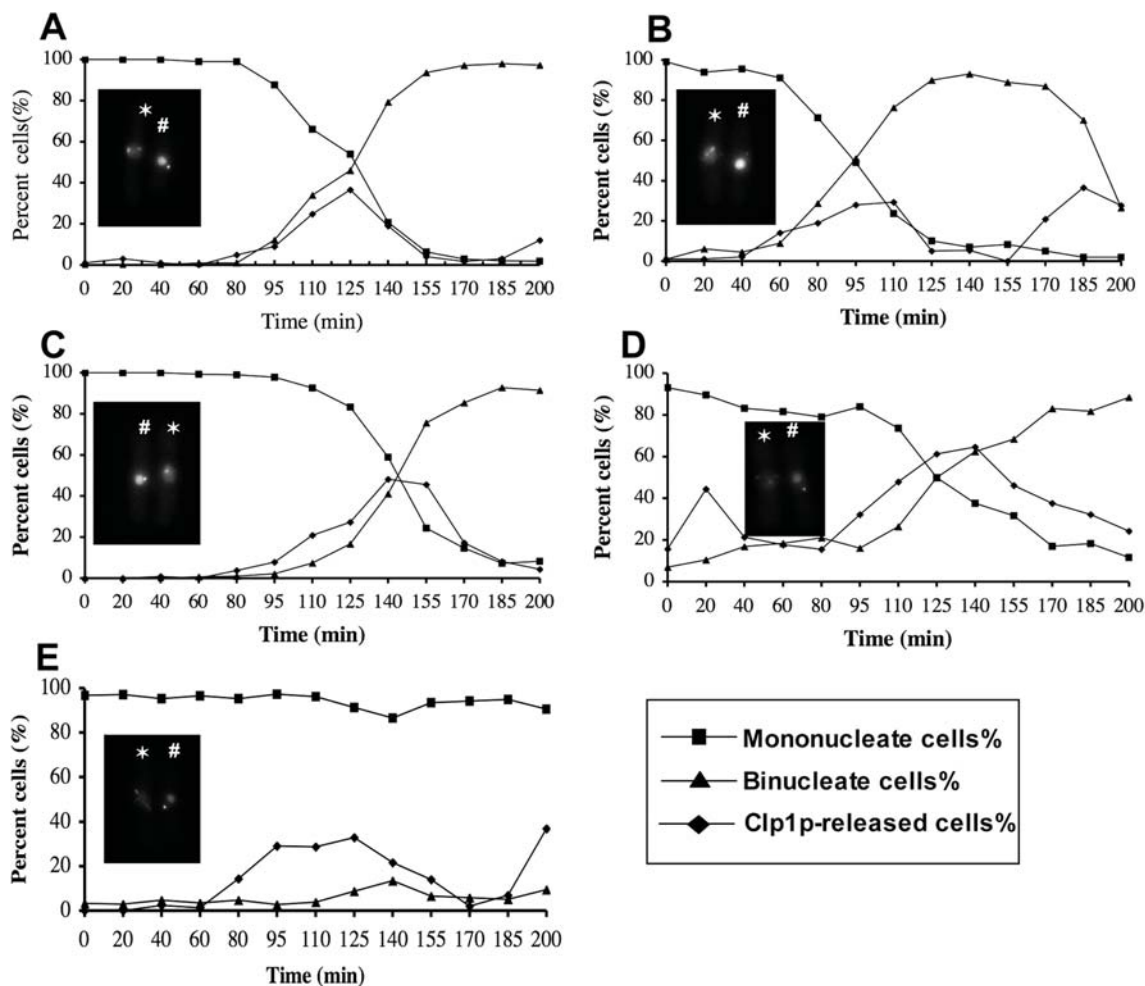 A
Percent cells(%)
100
80
60
40
20
0
* #
0 20 40 60 80 95 110 125 140 155 170 185 200
Time (min)
B
Percent cells (%)
100
80
60
40
20
0
* #
0 20 40 60 80 95 110 125 140 155 170 185 200
Time (min)
C
Percent cells (%)
100
80
60
40
20
0
# *
0 20 40 60 80 95 110 125 140 155 170 185 200
Time (min)
D
Percent cells (%)
100
80
60
40
20
0
* #
0 20 40 60 80 95 110 125 140 155 170 185 200
Time (min)
E
Percent cells (%)
100
80
60
40
20
0
* #
0 20 40 60 80 95 110 125 140 155 170 185 200
Time (min)
Mononucleate cells%
Binucleate cells%
Clp1p-released cells%